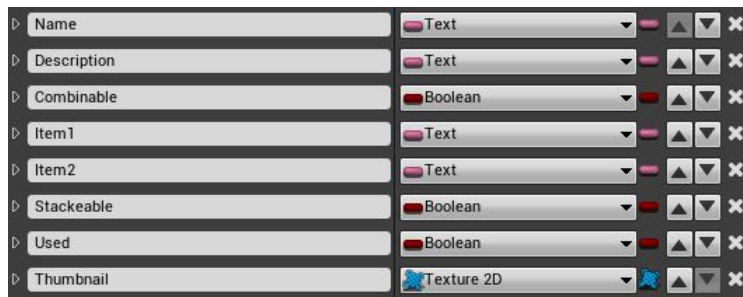 Name Text
Description Text
Combinable Boolean
Item1 Text
Item2 Text
Stackeable Boolean
Used Boolean
Thumbnail Texture 2D